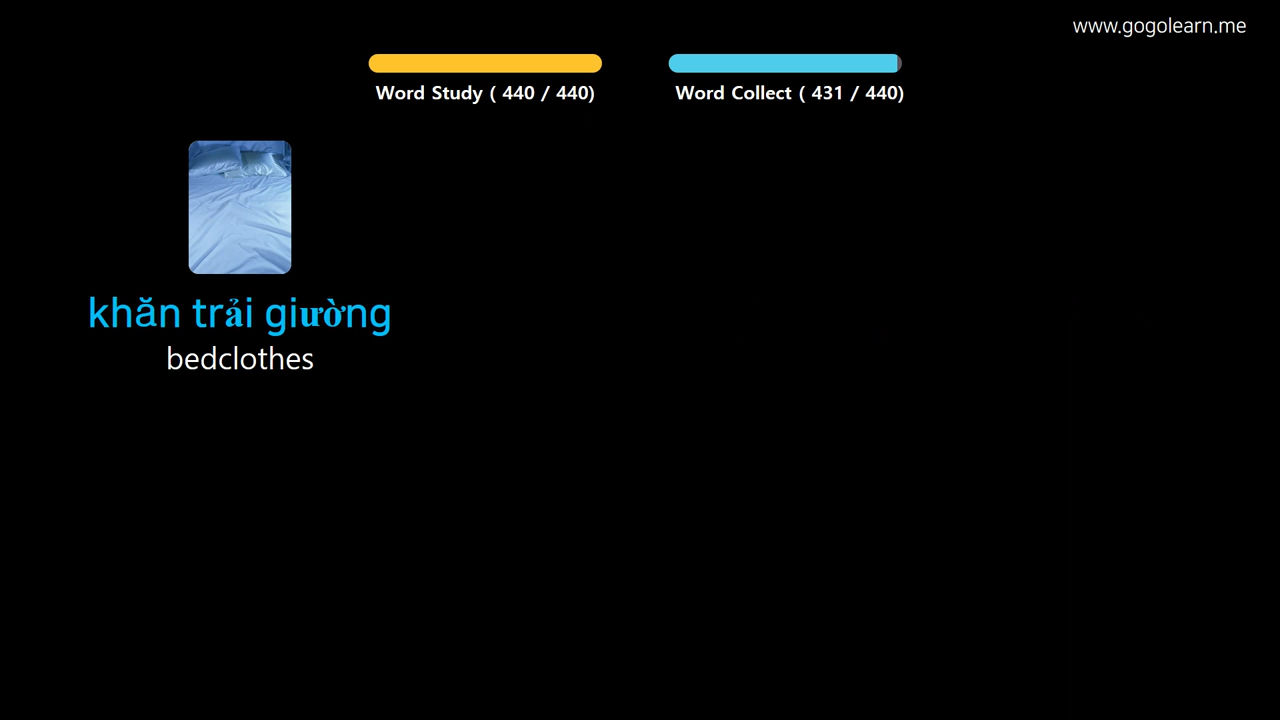 www.gogolearn.me
Word Study ( 440 / 440)
Word Collect ( 431 / 440)
khăn trải giường
bedclothes